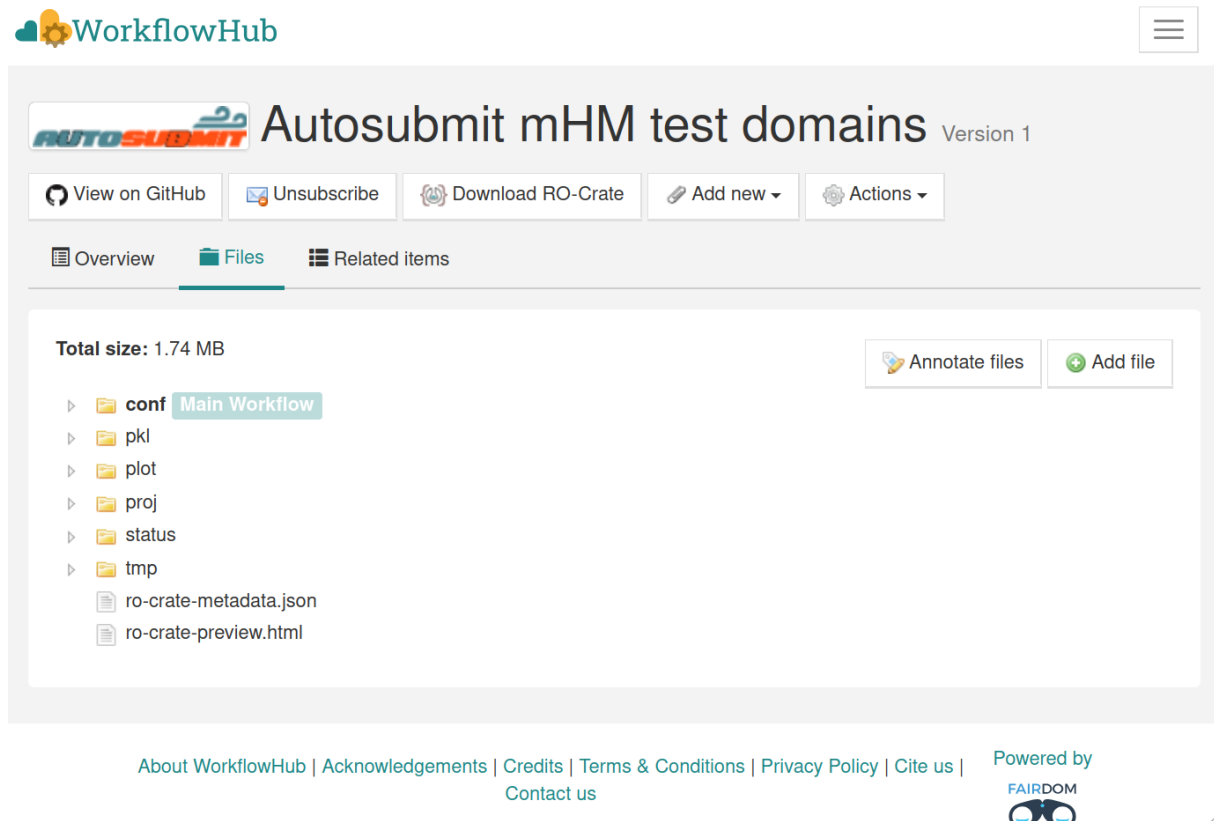 WorkflowHub
AUTOSUBMIT Autosubmit mHM test domains Version 1
View on GitHub Unsubscribe Download RO-Crate Add new Actions
Overview Files Related items
Total size: 1.74 MB Annotate files Add file
conf Main Workflow
pkl
plot
proj
status
tmp
ro-crate-metadata.json
ro-crate-preview.html
About WorkflowHub | Acknowledgements | Credits | Terms & Conditions | Privacy Policy | Cite us |
Contact us
Powered by
FAIRDOM